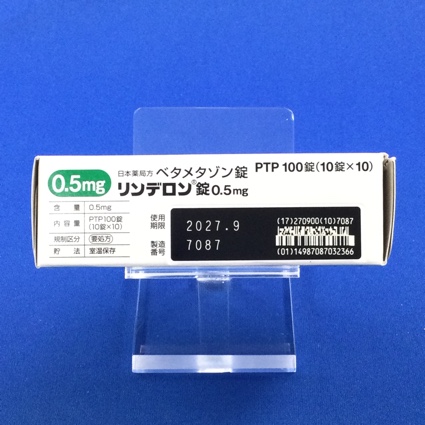 0.5mg
日本薬局方 ベタメタゾン錠 PTP 100錠(10錠×10)
リンデロン®錠0.5mg
含量 0.5mg
内容量 PTP100錠(10錠×10)
規制区分 要処方
貯法 室温保存
使用期限 2027.9
製造番号 7087
(17)270900(10)7087
(01)14987087032366